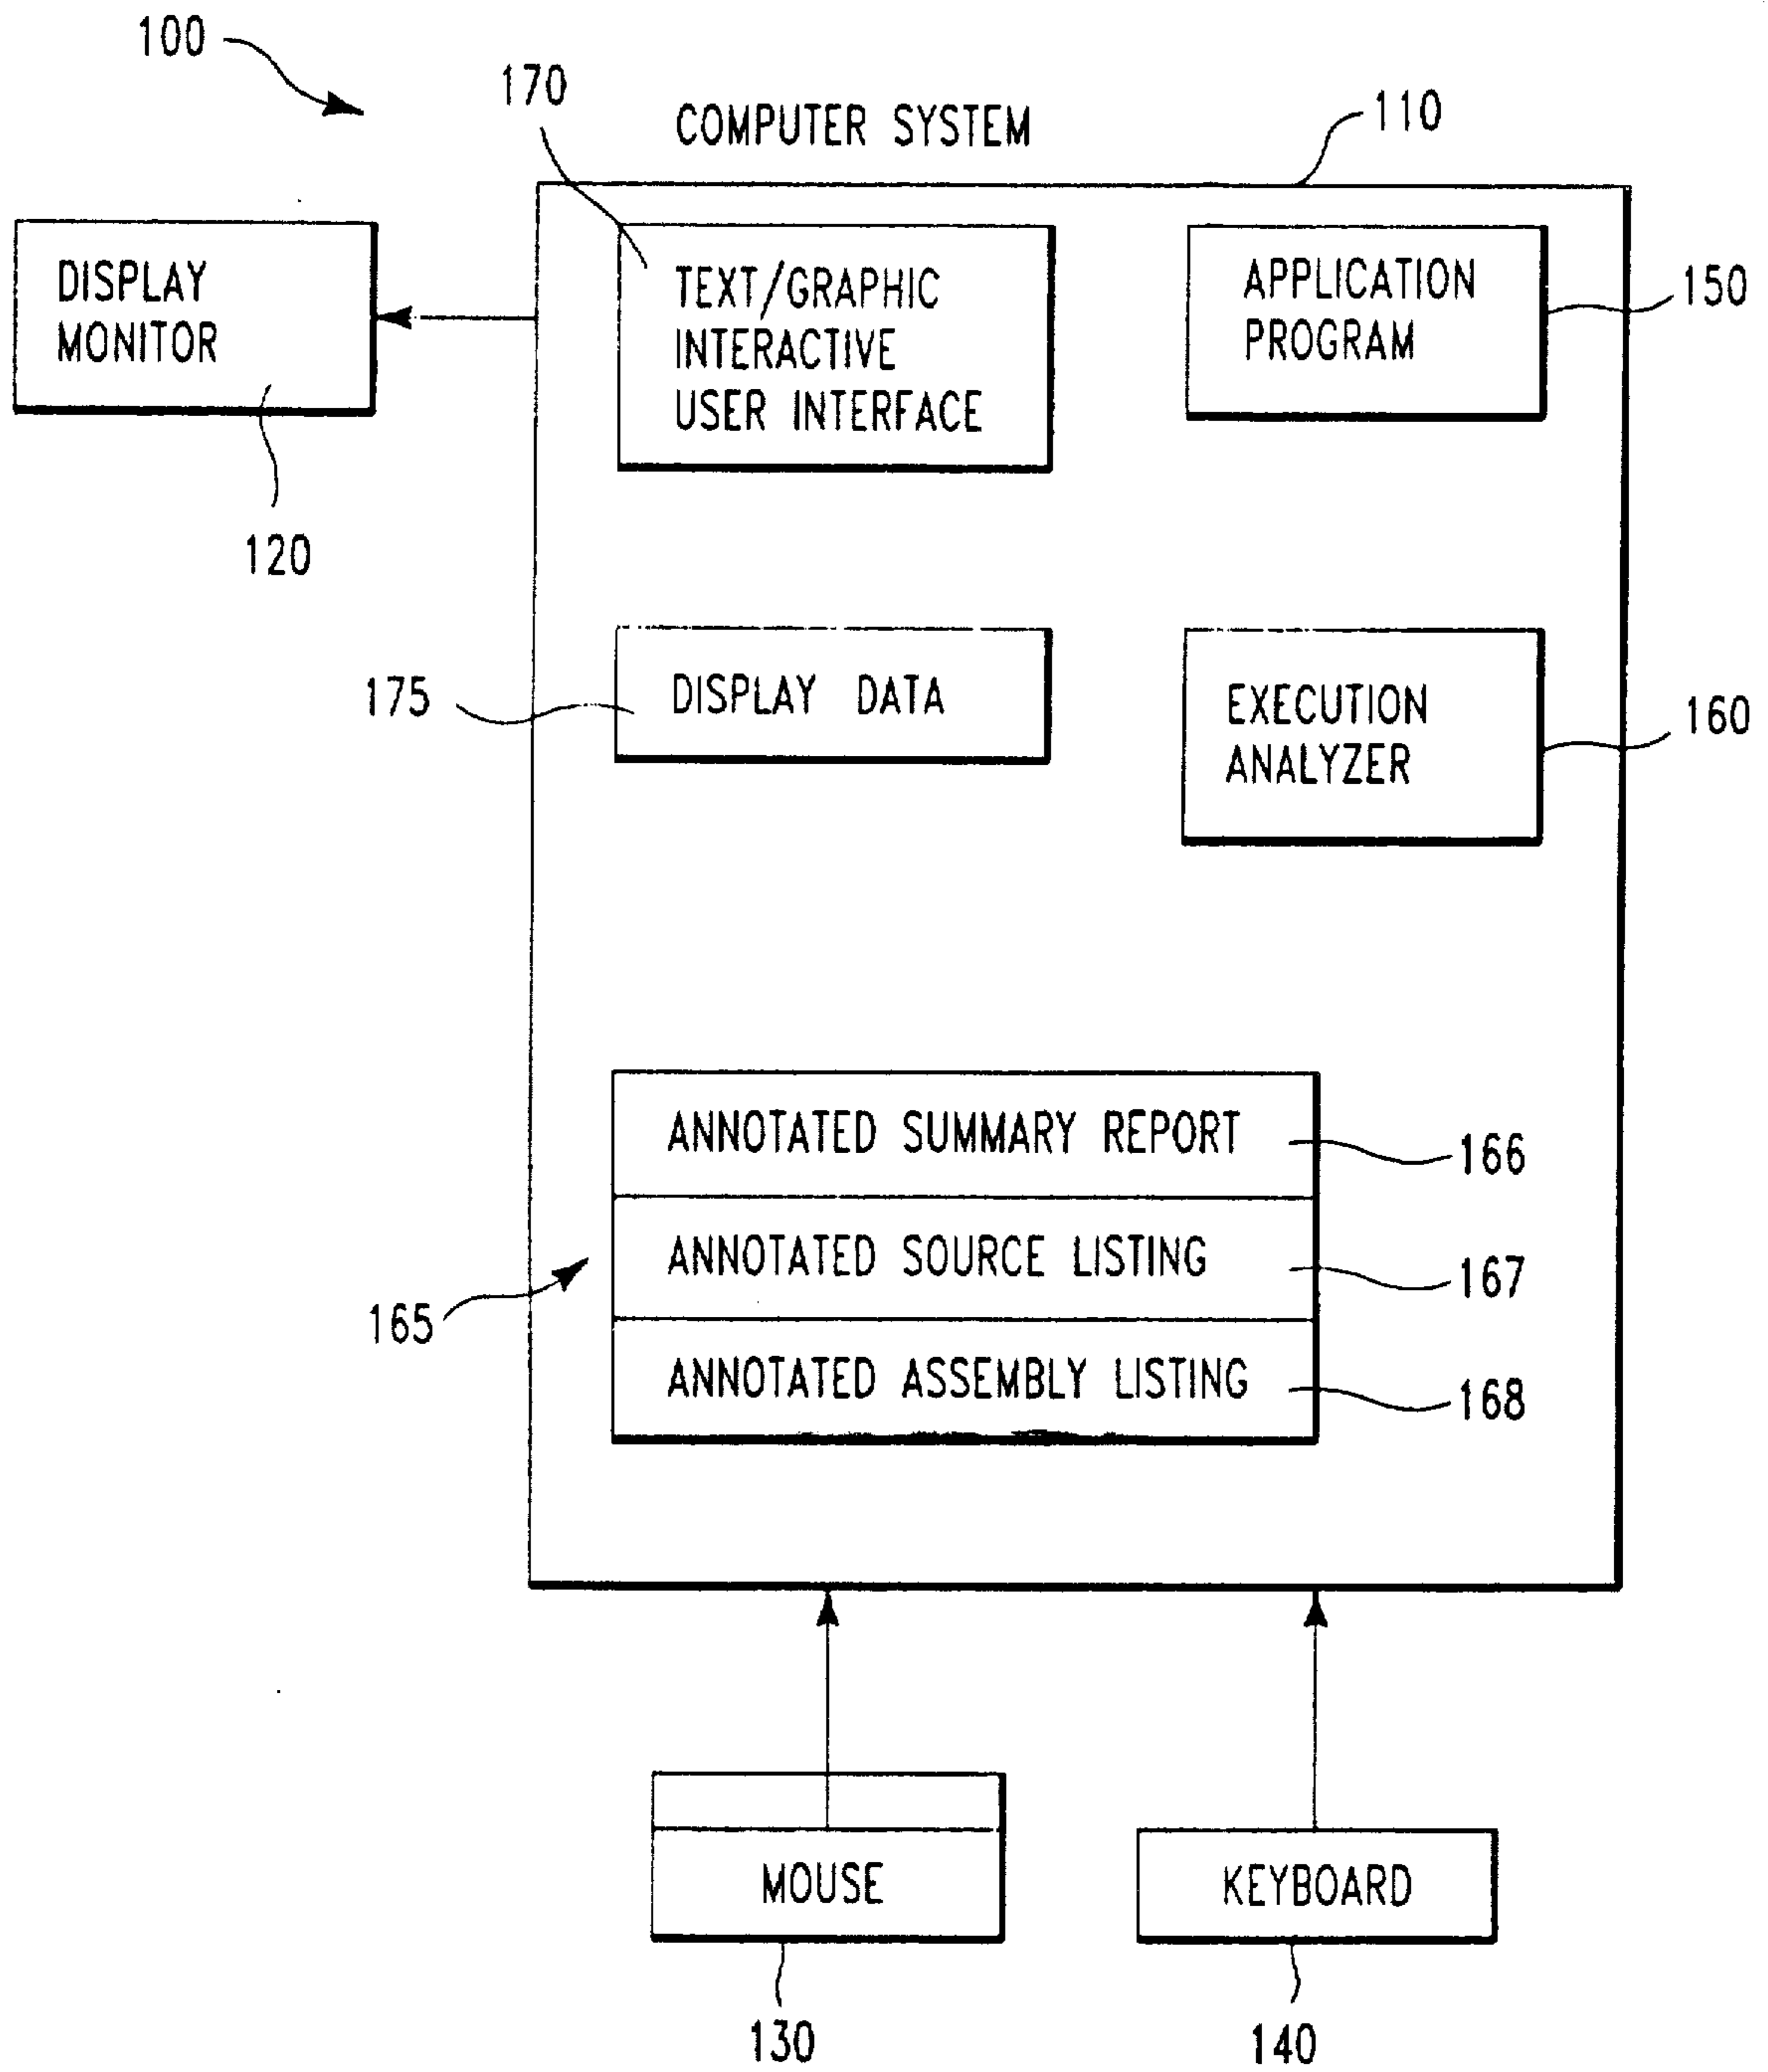 100
170
COMPUTER SYSTEM
110
DISPLAY
MONITOR
120
TEXT/GRAPHIC
INTERACTIVE
USER INTERFACE
APPLICATION
PROGRAM
150
175
DISPLAY DATA
EXECUTION
ANALYZER
160
165
ANNOTATED SUMMARY REPORT
166
ANNOTATED SOURCE LISTING
167
ANNOTATED ASSEMBLY LISTING
168
MOUSE
130
KEYBOARD
140